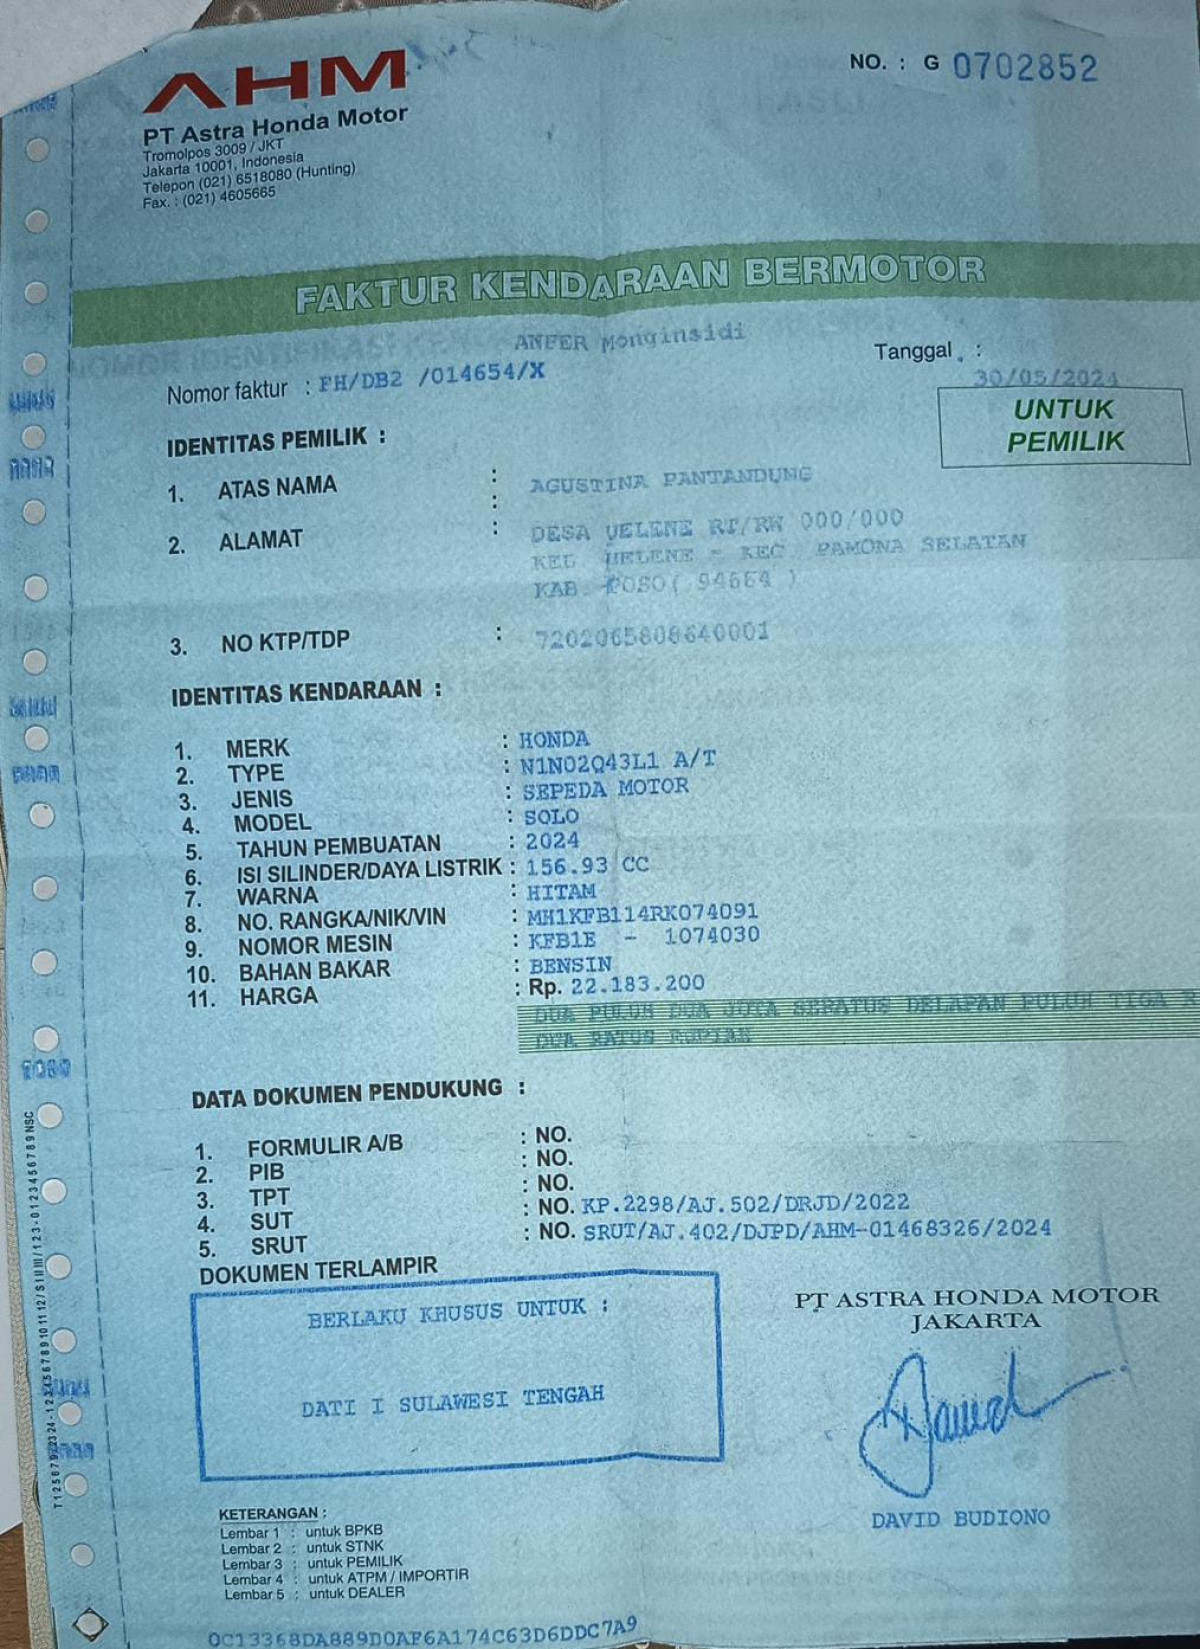 AHM
NO. : G 0702852
PT Astra Honda Motor
Tromolpos 3009 / JKT
Jakarta 10001, Indonesia
Telepon (021) 6518080 (Hunting)
Fax. : (021) 4605665
FAKTUR KENDARAAN BERMOTOR
ANEER Monginsidi
Tanggal :
Nomor faktur : FH/DB2 /014654/X
30/05/2024
UNTUK
PEMILIK
IDENTITAS PEMILIK :
1. ATAS NAMA : AGUSTINA PANTANDUNG
:
2. ALAMAT : DESA UELENE RT/RW 000/000
KEL UELENE - KEC PAMONA SELATAN
KAB. POSO( 94664 )
3. NO KTP/TDP : 7202065808640001
IDENTITAS KENDARAAN :
1. MERK : HONDA
2. TYPE : N1N02Q43L1 A/T
3. JENIS : SEPEDA MOTOR
4. MODEL : SOLO
5. TAHUN PEMBUATAN : 2024
6. ISI SILINDER/DAYA LISTRIK : 156.93 CC
7. WARNA : HITAM
8. NO. RANGKA/NIK/VIN : MH1KFB114RK074091
9. NOMOR MESIN : KFB1E - 1074030
10. BAHAN BAKAR : BENSIN
11. HARGA : Rp. 22.183.200
DUA PULUH DUA JUTA SERATUS DELAPAN PULUH TIGA R
DUA RATUS RUPIAH
DATA DOKUMEN PENDUKUNG :
1. FORMULIR A/B : NO.
2. PIB : NO.
3. TPT : NO.
4. SUT : NO. KP.2298/AJ.502/DRJD/2022
5. SRUT : NO. SRUT/AJ.402/DJPD/AHM-01468326/2024
DOKUMEN TERLAMPIR
BERLAKU KHUSUS UNTUK :
DATI I SULAWESI TENGAH
PT ASTRA HONDA MOTOR
JAKARTA
David
DAVID BUDIONO
KETERANGAN :
Lembar 1 : untuk BPKB
Lembar 2 : untuk STNK
Lembar 3 : untuk PEMILIK
Lembar 4 : untuk ATPM / IMPORTIR
Lembar 5 : untuk DEALER
0C13368DA889D0AF6A174C63D6DDC7A9